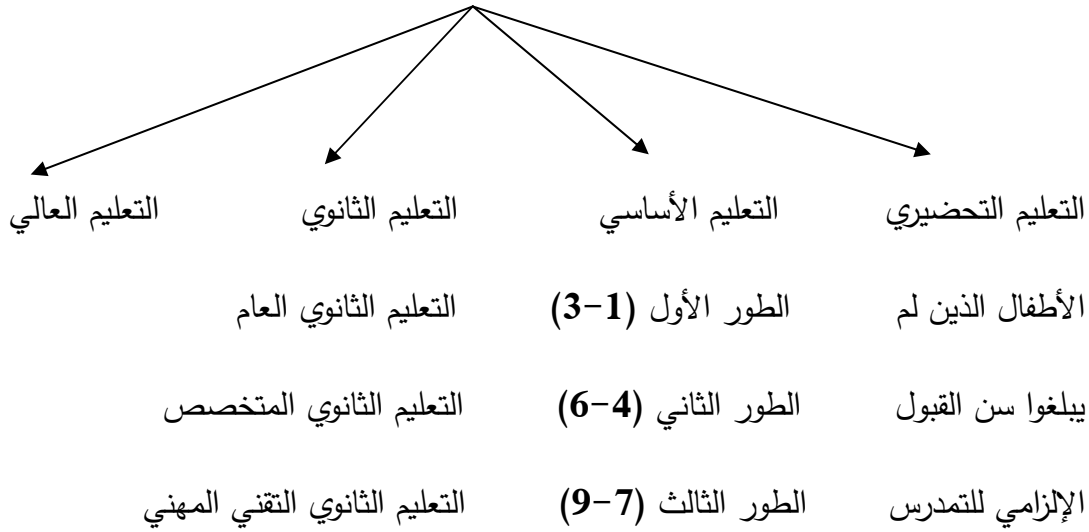 التعليم التحضيري التعليم الأساسي التعليم الثانوي التعليم العالي
الأطفال الذين لم الطور الأول (1-3) التعليم الثانوي العام
يبلغوا سن القبول الطور الثاني (4-6) التعليم الثانوي المتخصص
الإلزامي للتمدرس الطور الثالث (7-9) التعليم الثانوي التقني المهني